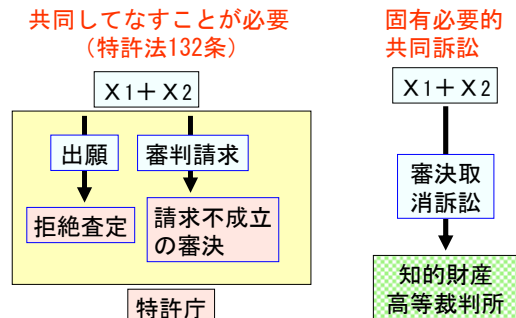 共同してなすことが必要
（特許法132条）
X1＋X2
出願
審判請求
拒絶査定
請求不成立
の審決
特許庁
固有必要的
共同訴訟
X1＋X2
審決取
消訴訟
知的財産
高等裁判所